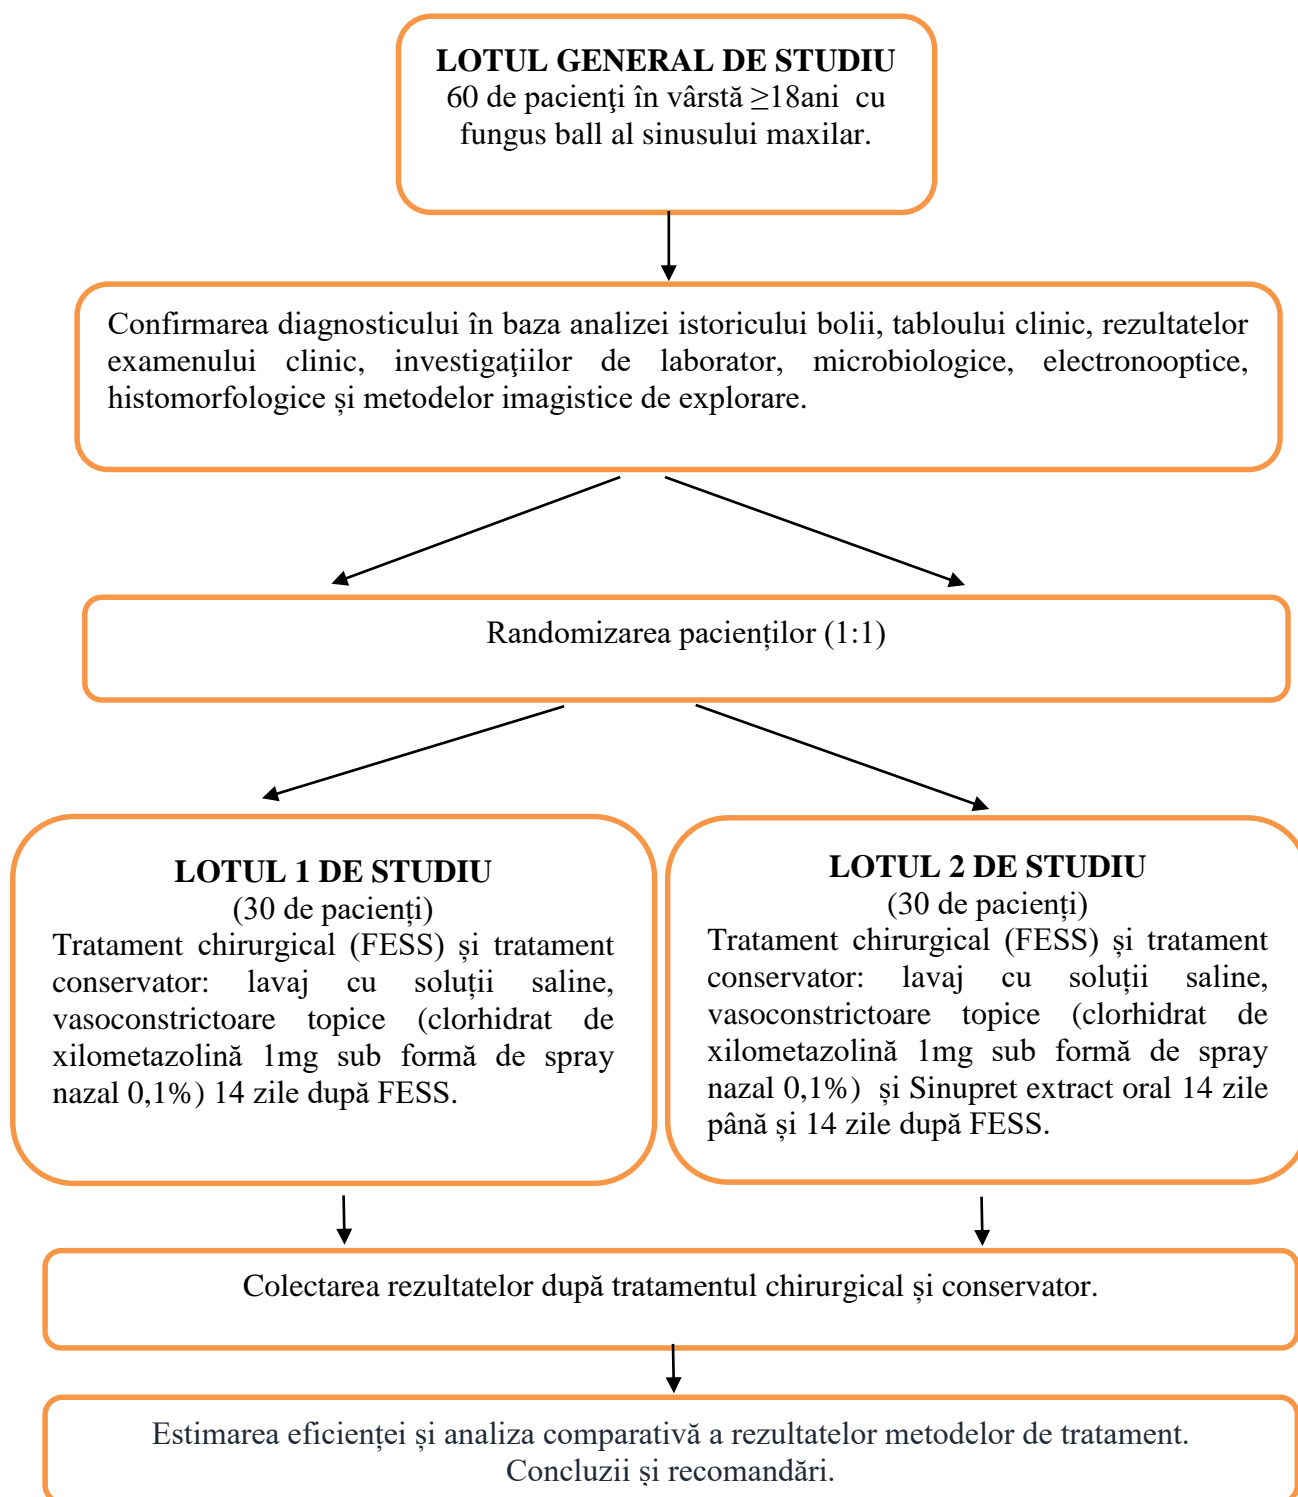 LOTUL GENERAL DE STUDIU
60 de pacienţi în vârstă ≥18ani cu
fungus ball al sinusului maxilar.
Confirmarea diagnosticului în baza analizei istoricului bolii, tabloului clinic, rezultatelor
examenului clinic, investigaţiilor de laborator, microbiologice, electronooptice,
histomorfologice și metodelor imagistice de explorare.
Randomizarea pacienților (1:1)
LOTUL 1 DE STUDIU
(30 de pacienți)
Tratament chirurgical (FESS) și tratament
conservator: lavaj cu soluții saline,
vasoconstrictoare topice (clorhidrat de
xilometazolină 1mg sub formă de spray
nazal 0,1%) 14 zile după FESS.
LOTUL 2 DE STUDIU
(30 de pacienți)
Tratament chirurgical (FESS) și tratament
conservator: lavaj cu soluții saline,
vasoconstrictoare topice (clorhidrat de
xilometazolină 1mg sub formă de spray
nazal 0,1%) și Sinupret extract oral 14 zile
până și 14 zile după FESS.
Colectarea rezultatelor după tratamentul chirurgical și conservator.
Estimarea eficienței și analiza comparativă a rezultatelor metodelor de tratament.
Concluzii și recomandări.